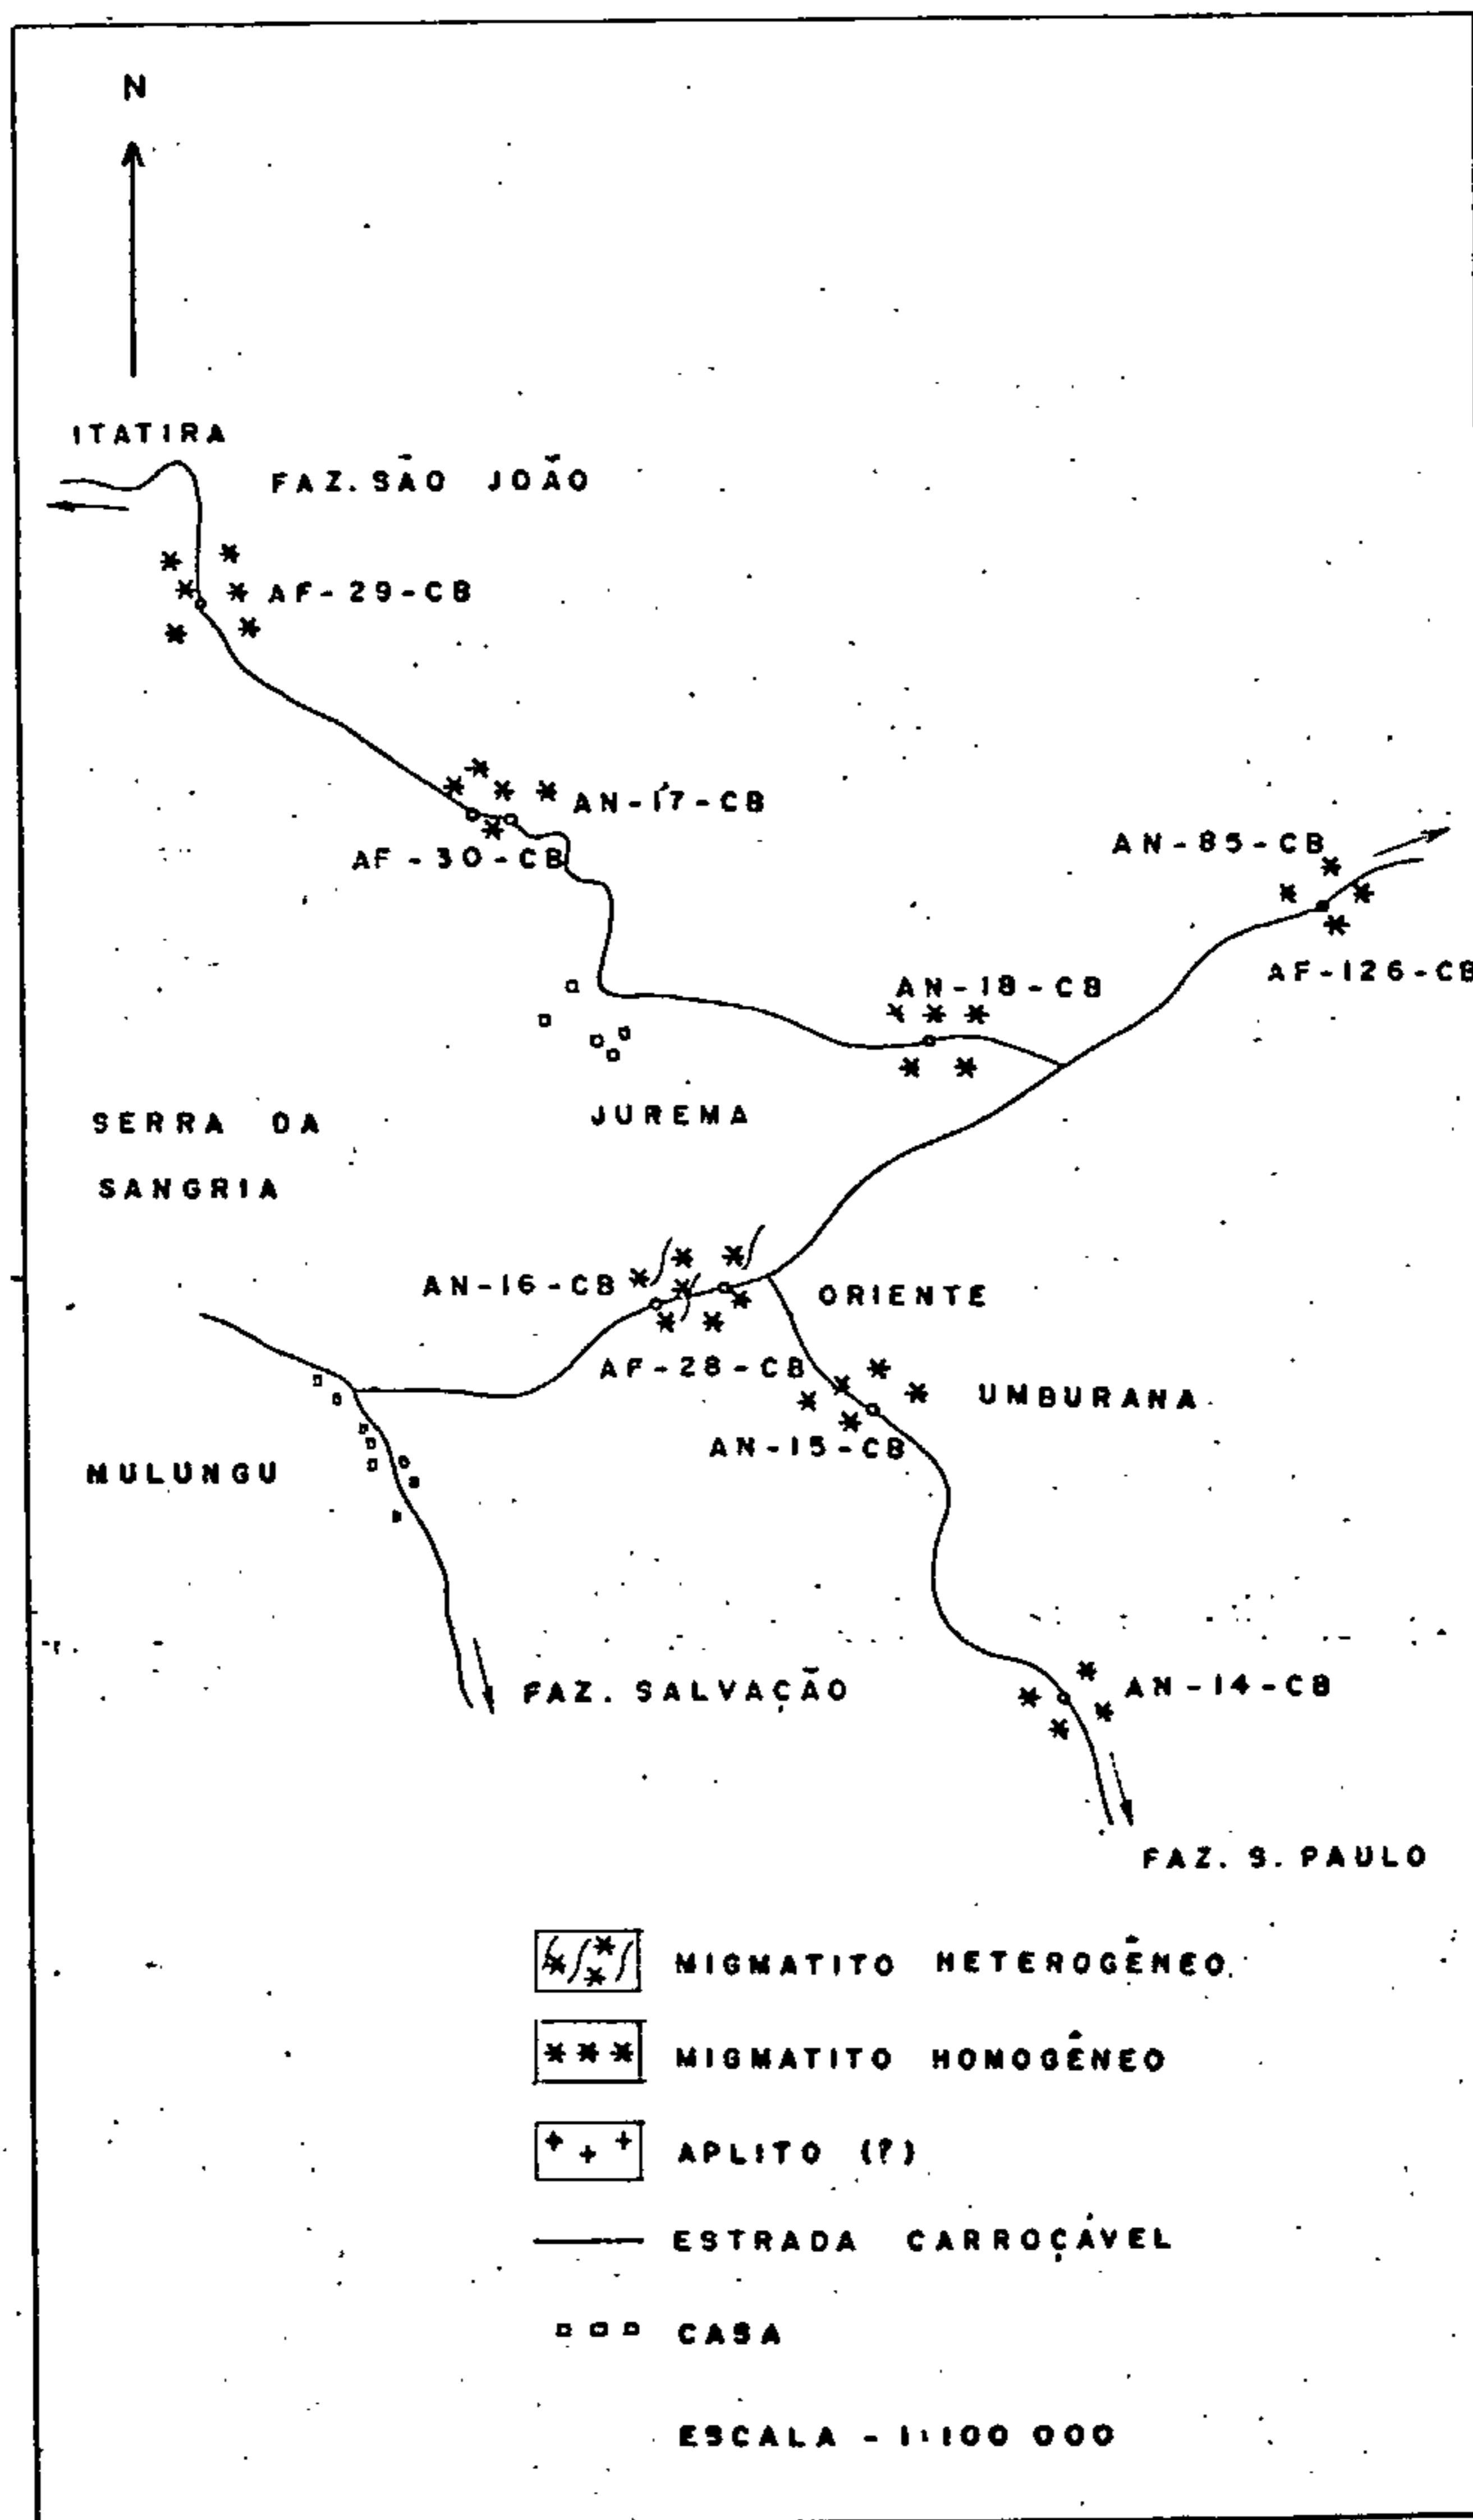 N
ITATIRA
FAZ. SÃO JOÃO
AF-29-CB
AN-17-CB
AF-30-CB
AN-85-CB
AF-126-CB
AN-18-CB
JUREMA
SERRA DA
SANGRIA
AN-16-CB
ORIENTE
AF-28-CB
UMBURANA
AN-15-CB
MULUNGU
FAZ. SALVAÇÃO
AN-14-CB
FAZ. S. PAULO
MIGMATITO HETEROGÊNEO
MIGMATITO HOMOGÊNEO
APLITO (?)
ESTRADA CARROÇÁVEL
CASA
ESCALA - 1:100 000